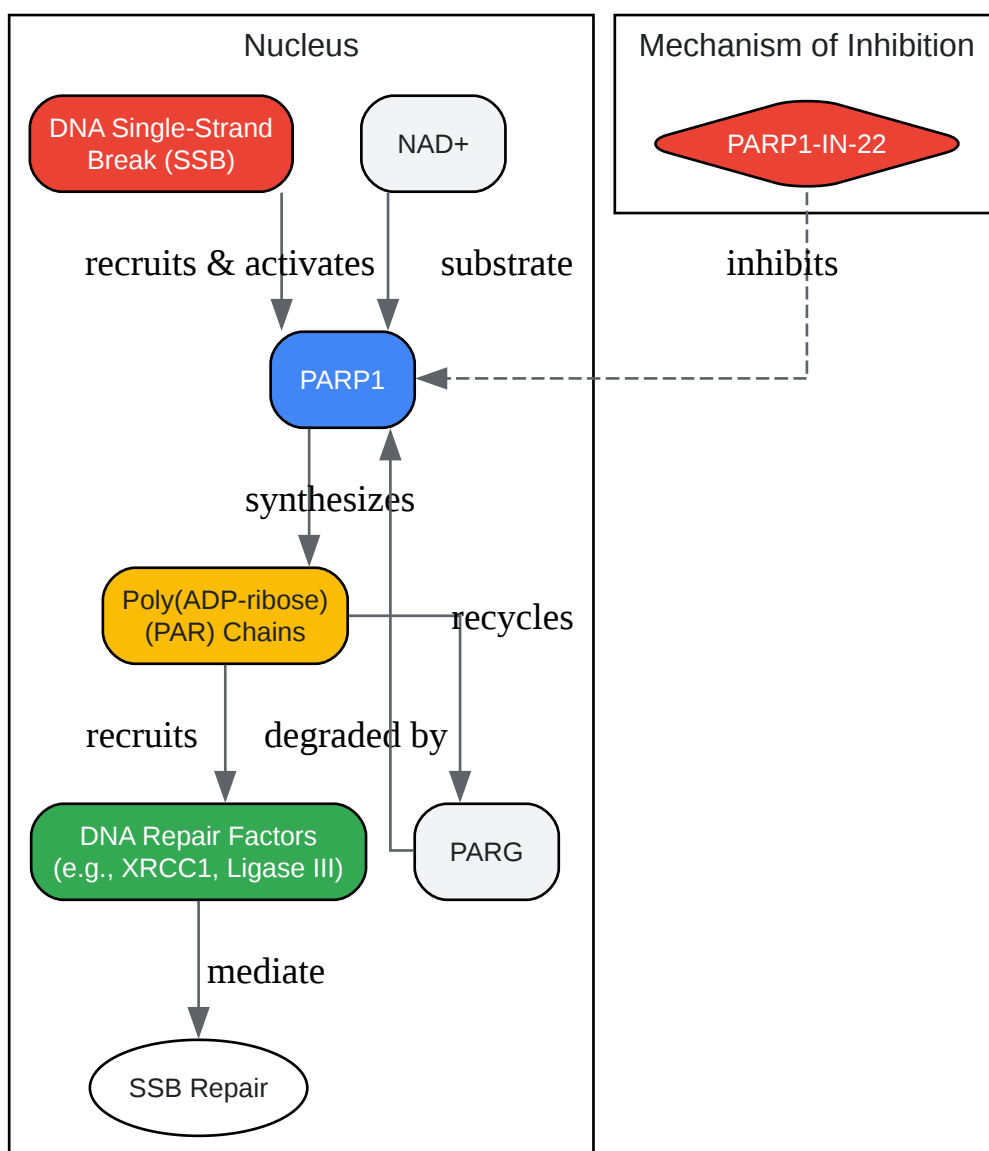 Nucleus
Mechanism of Inhibition
DNA Single-Strand
Break (SSB)
NAD+
PARP1-IN-22
recruits & activates
substrate
inhibits
PARP1
synthesizes
Poly(ADP-ribose)
(PAR) Chains
recycles
recruits
degraded by
DNA Repair Factors
(e.g., XRCC1, Ligase III)
PARG
mediate
SSB Repair